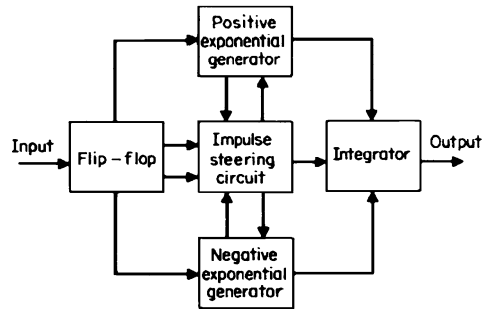 Positive
exponential
generator
Input
Flip-flop
Impulse
steering
circuit
Integrator
Output
Negative
exponential
generator